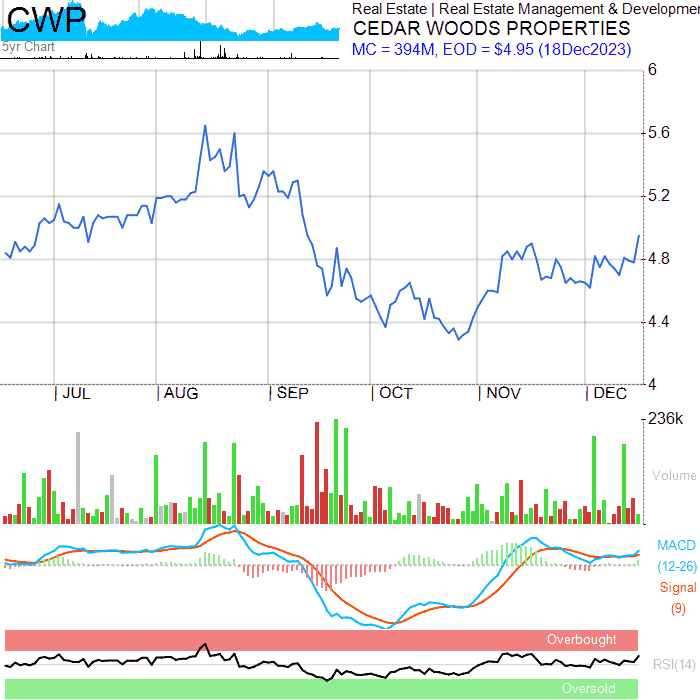 CWP
5yr Chart
Real Estate | Real Estate Management & Developmen
CEDAR WOODS PROPERTIES
MC = 394M, EOD = $4.95 (18Dec2023)
6
5.6
5.2
4.8
4.4
4
JUL AUG SEP OCT NOV DEC
236k
Volume
MACD
(12-26)
Signal
(9)
Overbought
RSI(14)
Oversold